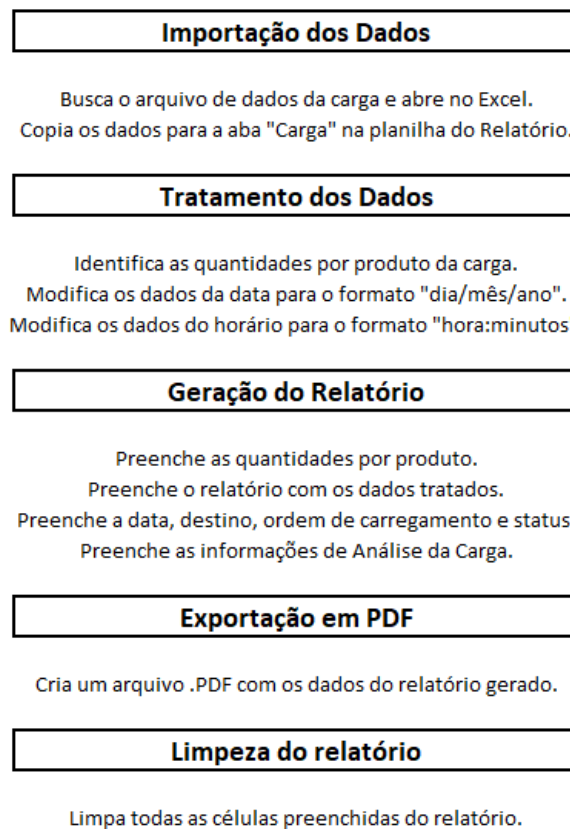 Importação dos Dados
Busca o arquivo de dados da carga e abre no Excel.
Copia os dados para a aba "Carga" na planilha do Relatório.
Tratamento dos Dados
Identifica as quantidades por produto da carga.
Modifica os dados da data para o formato "dia/mês/ano".
Modifica os dados do horário para o formato "hora:minutos
Geração do Relatório
Preenche as quantidades por produto.
Preenche o relatório com os dados tratados.
Preenche a data, destino, ordem de carregamento e status
Preenche as informações de Análise da Carga.
Exportação em PDF
Cria um arquivo .PDF com os dados do relatório gerado.
Limpeza do relatório
Limpa todas as células preenchidas do relatório.